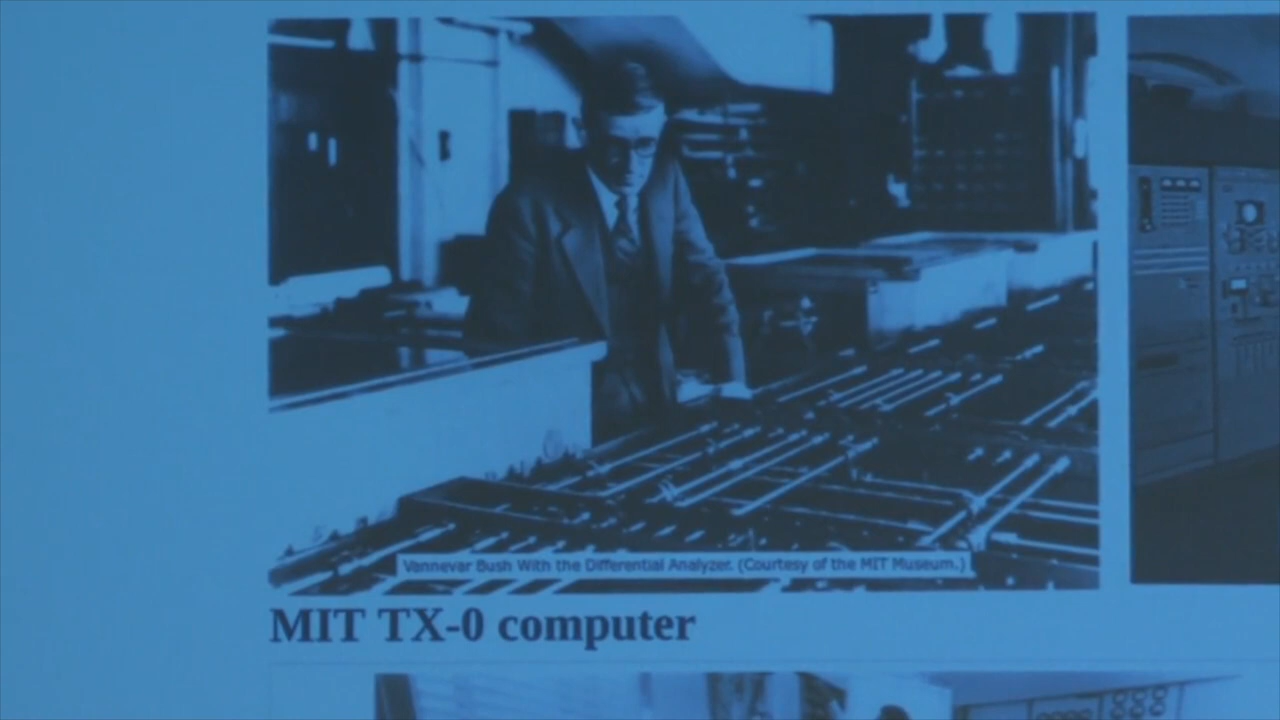 Vannevar Bush With the Differential Analyzer. (Courtesy of the MIT Museum.)
MIT TX-0 computer